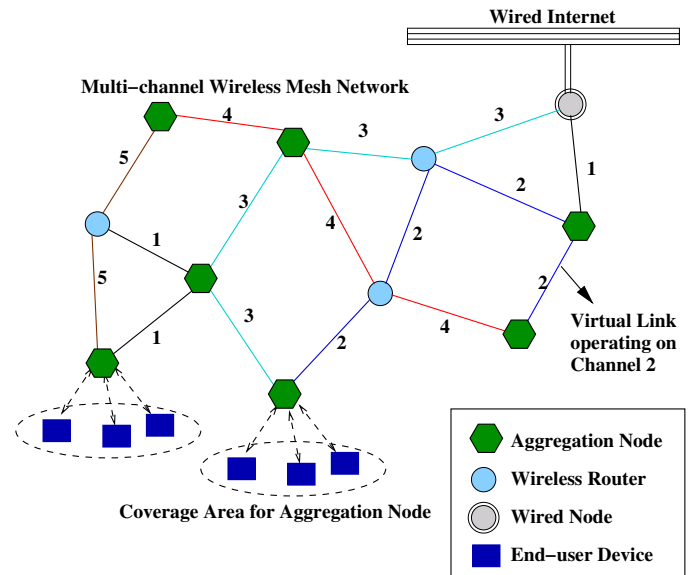 Wired Internet
Multi−channel Wireless Mesh Network
4
3
3
5
1
3
2
1
4
2
5
3
2
1
2
4
Virtual Link
operating on
Channel 2
Coverage Area for Aggregation Node
Aggregation Node
Wireless Router
Wired Node
End−user Device